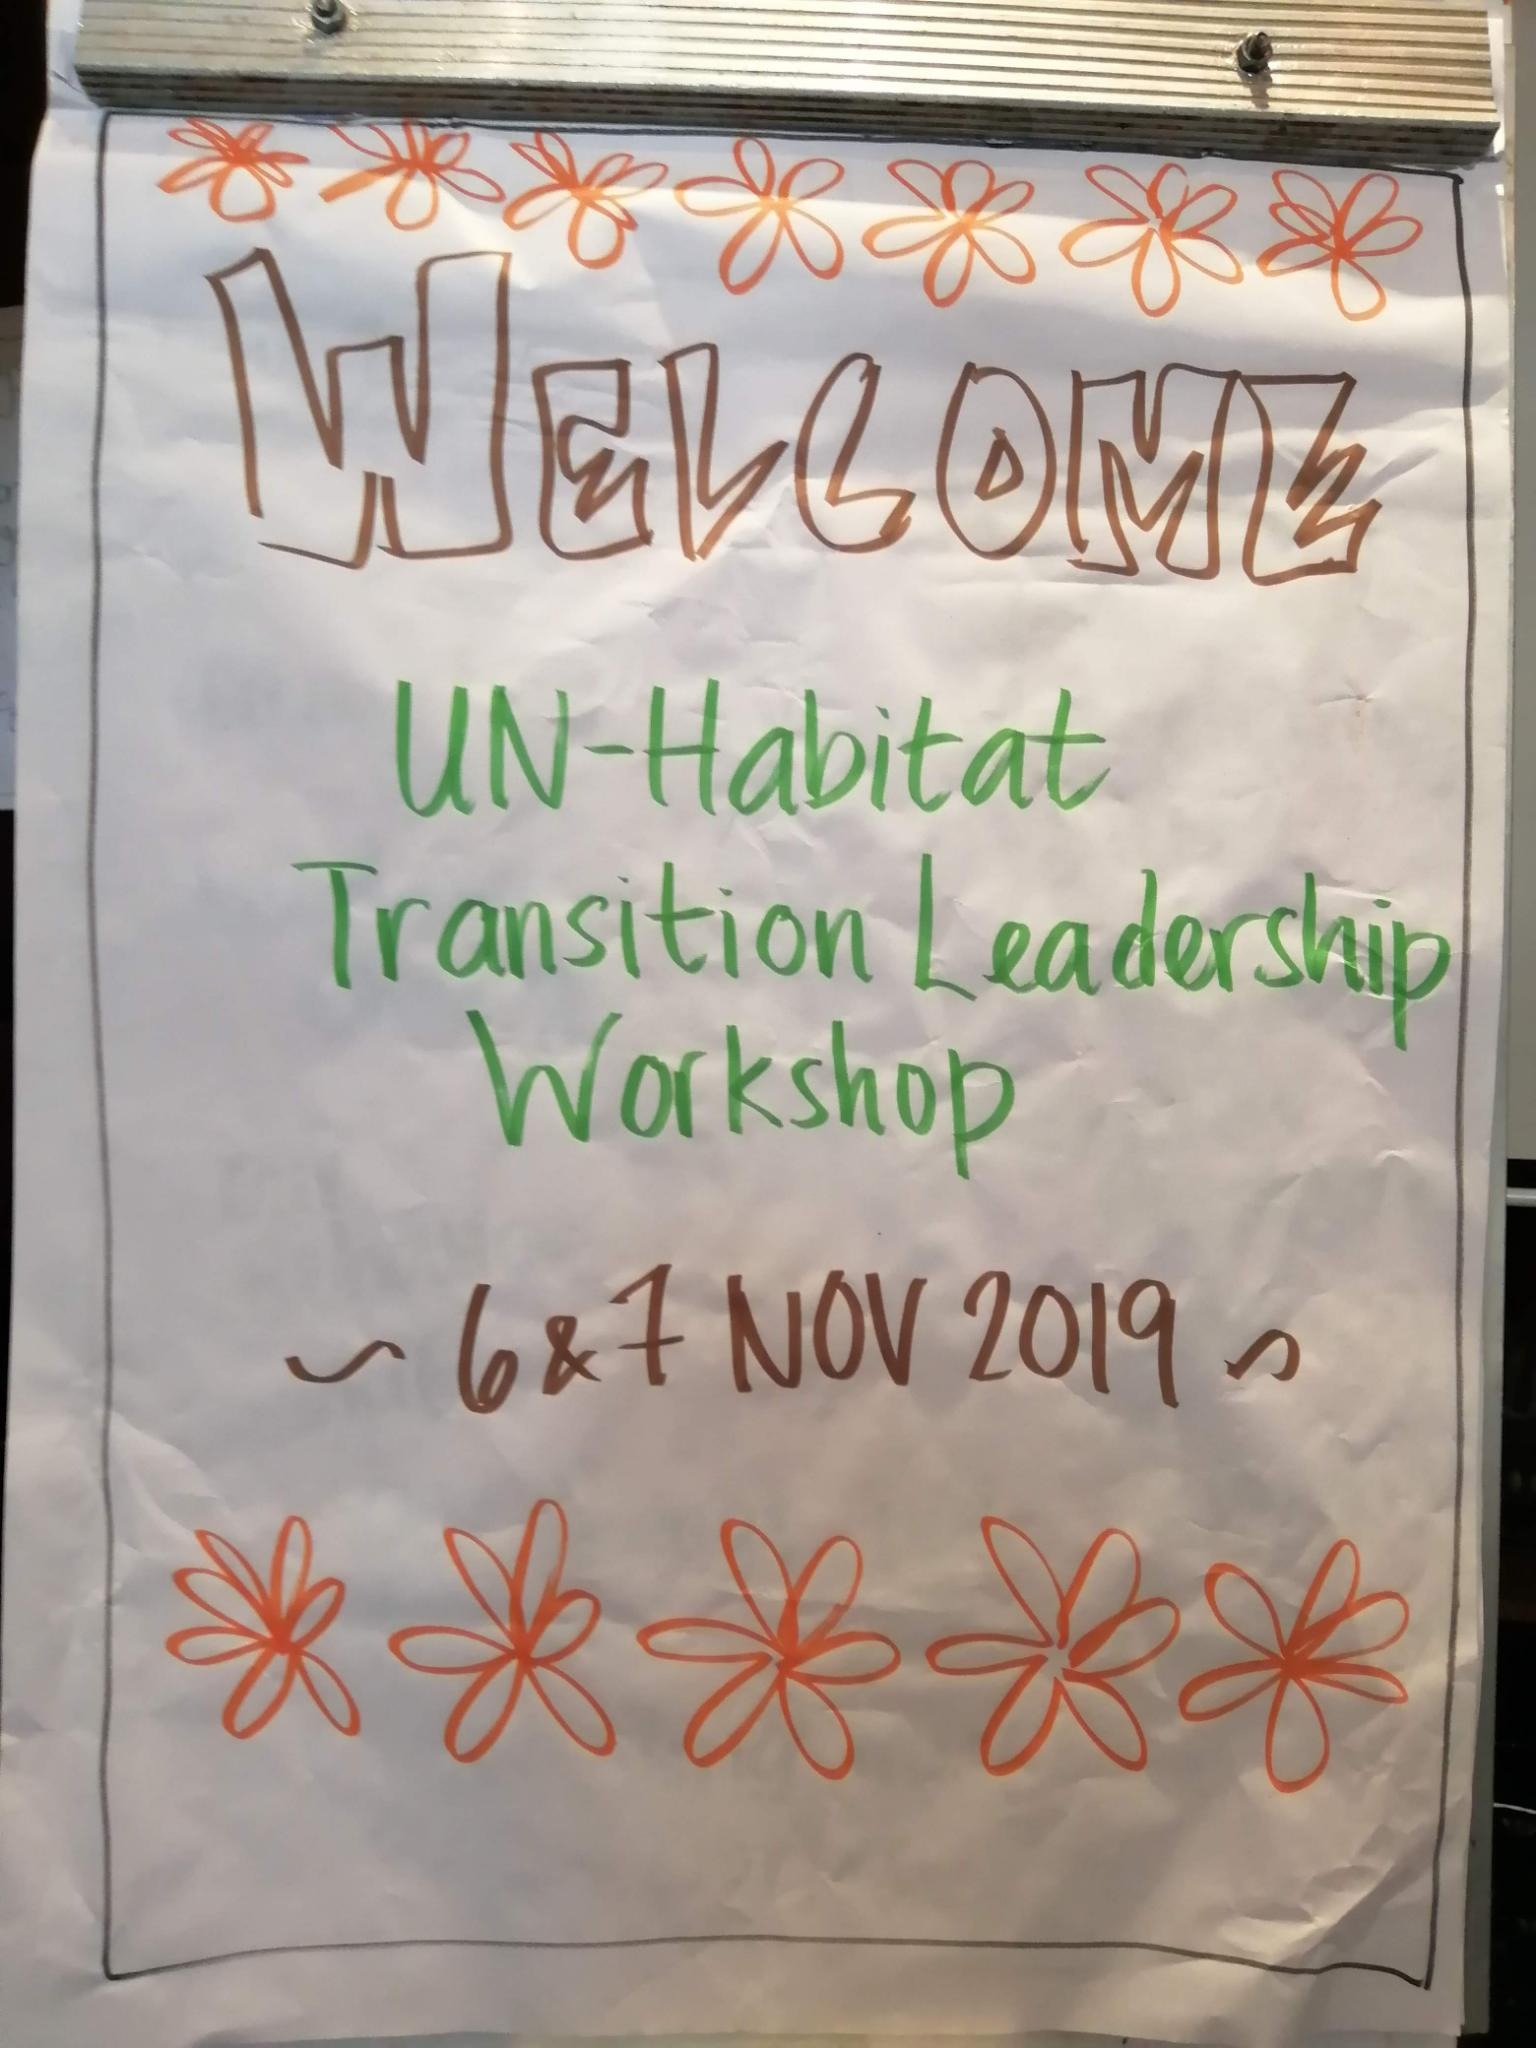 WELCOME
UN-Habitat
Transition Leadership
Workshop
~ 6 & 7 NOV 2019 ~